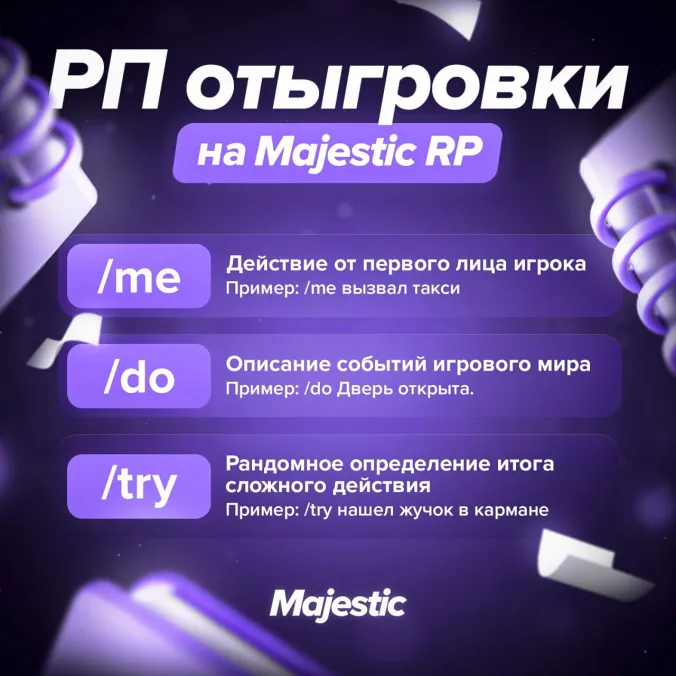 РП отыгровки
на Majestic RP
/me
Действие от первого лица игрока
Пример: /me вызвал такси
/do
Описание событий игрового мира
Пример: /do Дверь открыта.
/try
Рандомное определение итога
сложного действия
Пример: /try нашел жучок в кармане
Majestic